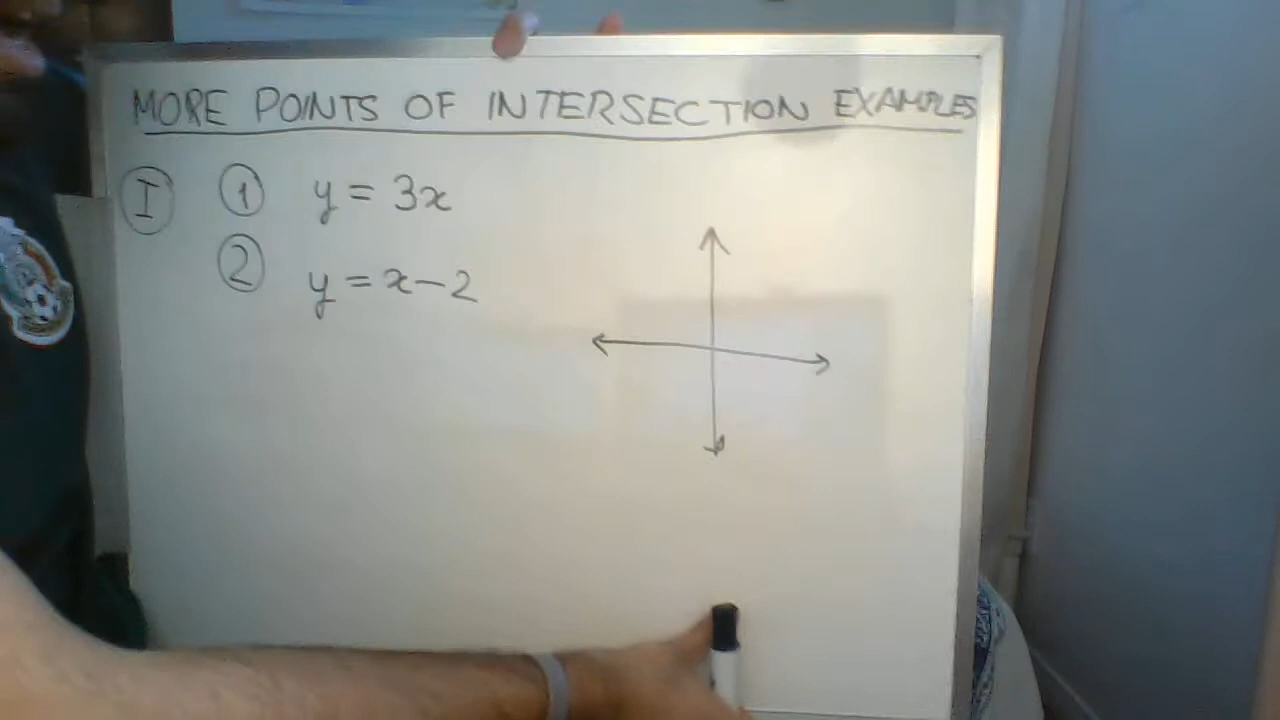 MORE POINTS OF INTERSECTION EXAMPLES
I 1 y = 3x
2 y = x - 2